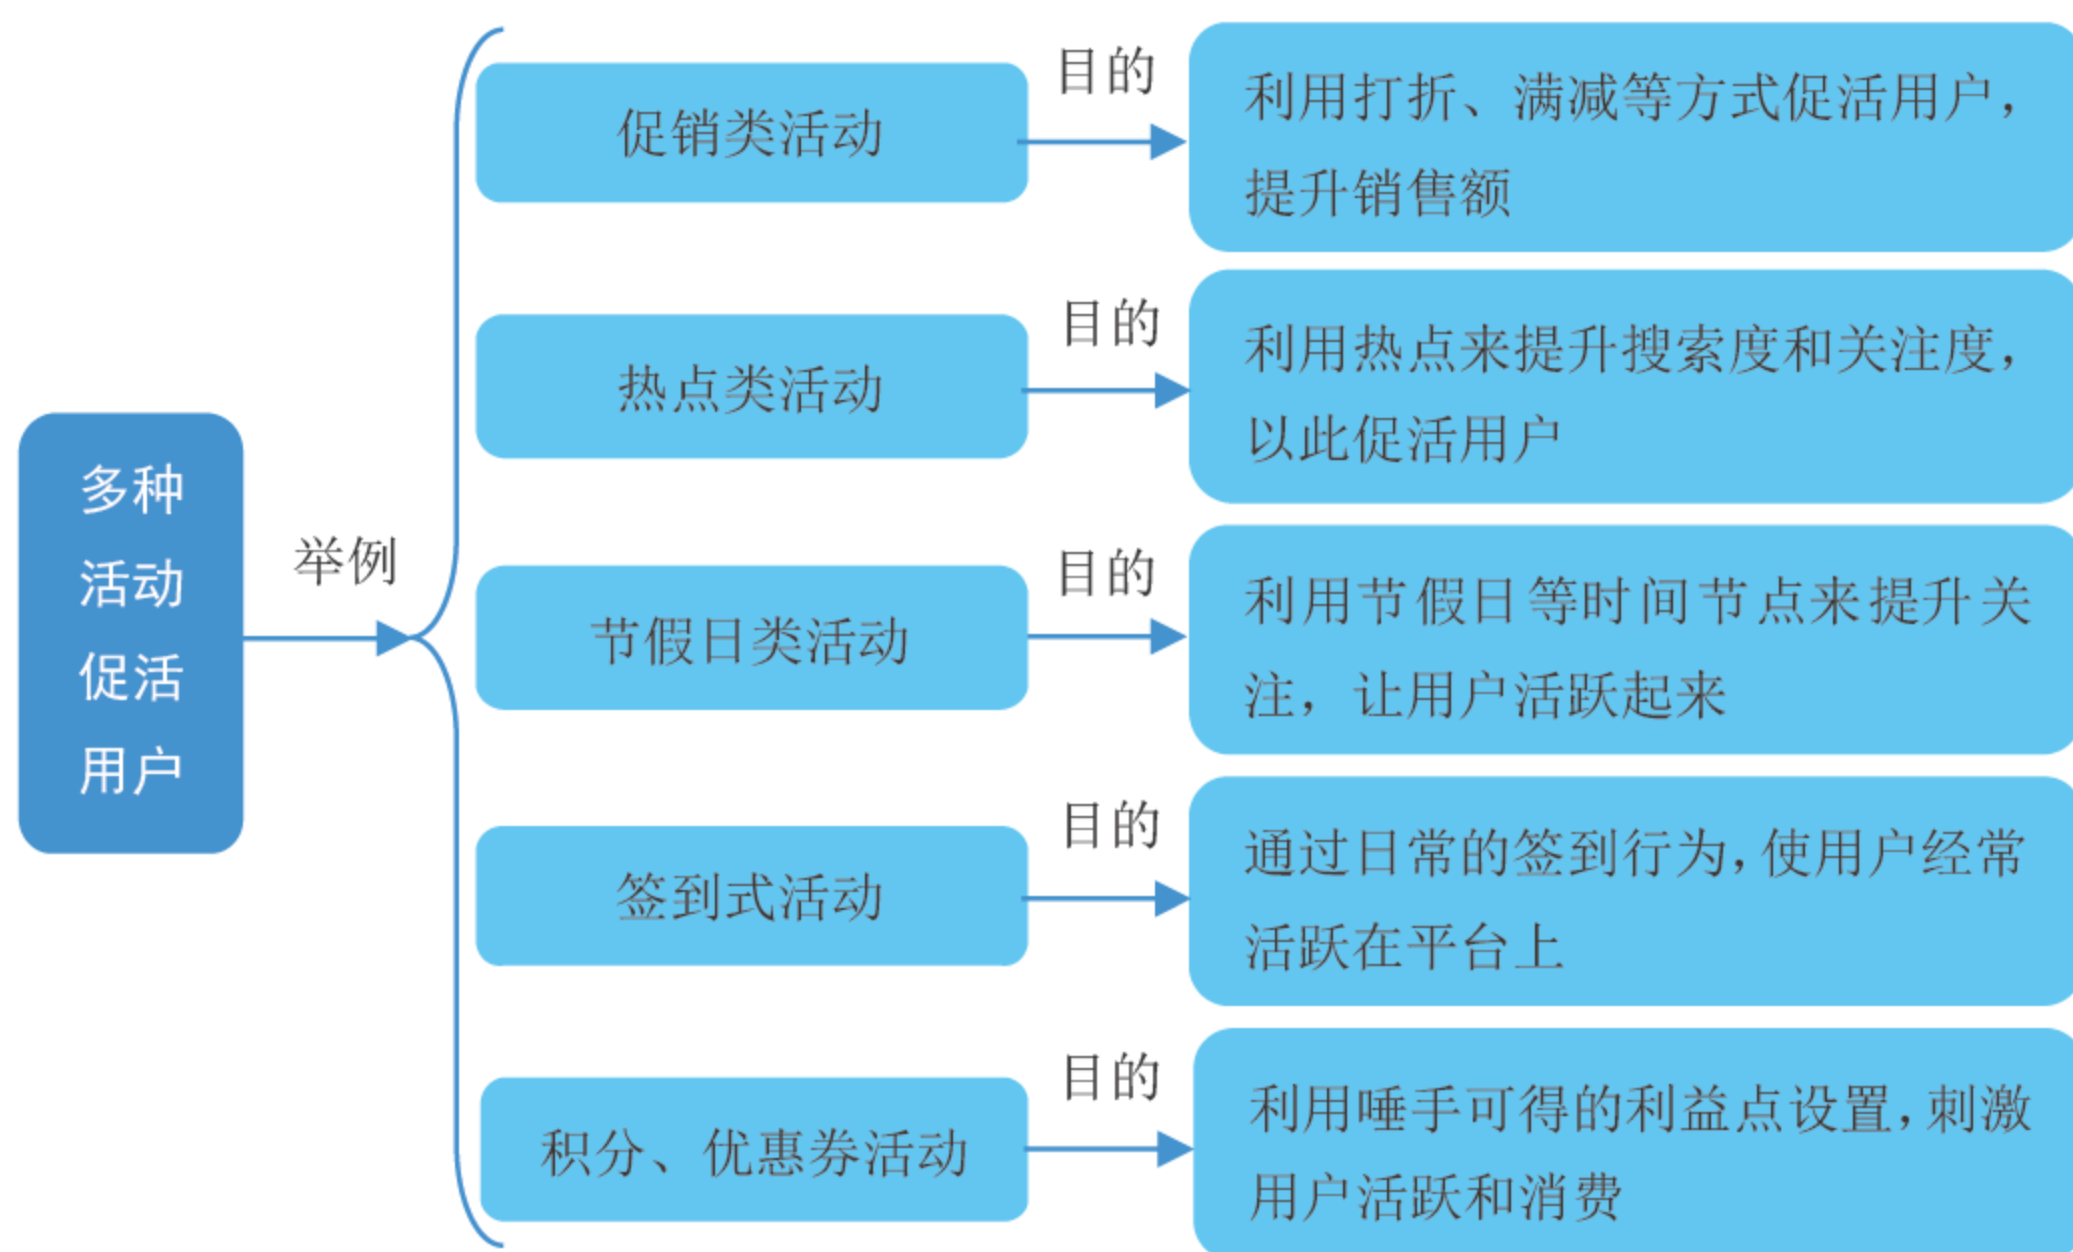 多种
活动
促活
用户
举例
促销类活动
目的
利用打折、满减等方式促活用户，
提升销售额
热点类活动
目的
利用热点来提升搜索度和关注度，
以此促活用户
节假日类活动
目的
利用节假日等时间节点来提升关
注，让用户活跃起来
签到式活动
目的
通过日常的签到行为，使用户经常
活跃在平台上
积分、优惠券活动
目的
利用唾手可得的利益点设置，刺激
用户活跃和消费